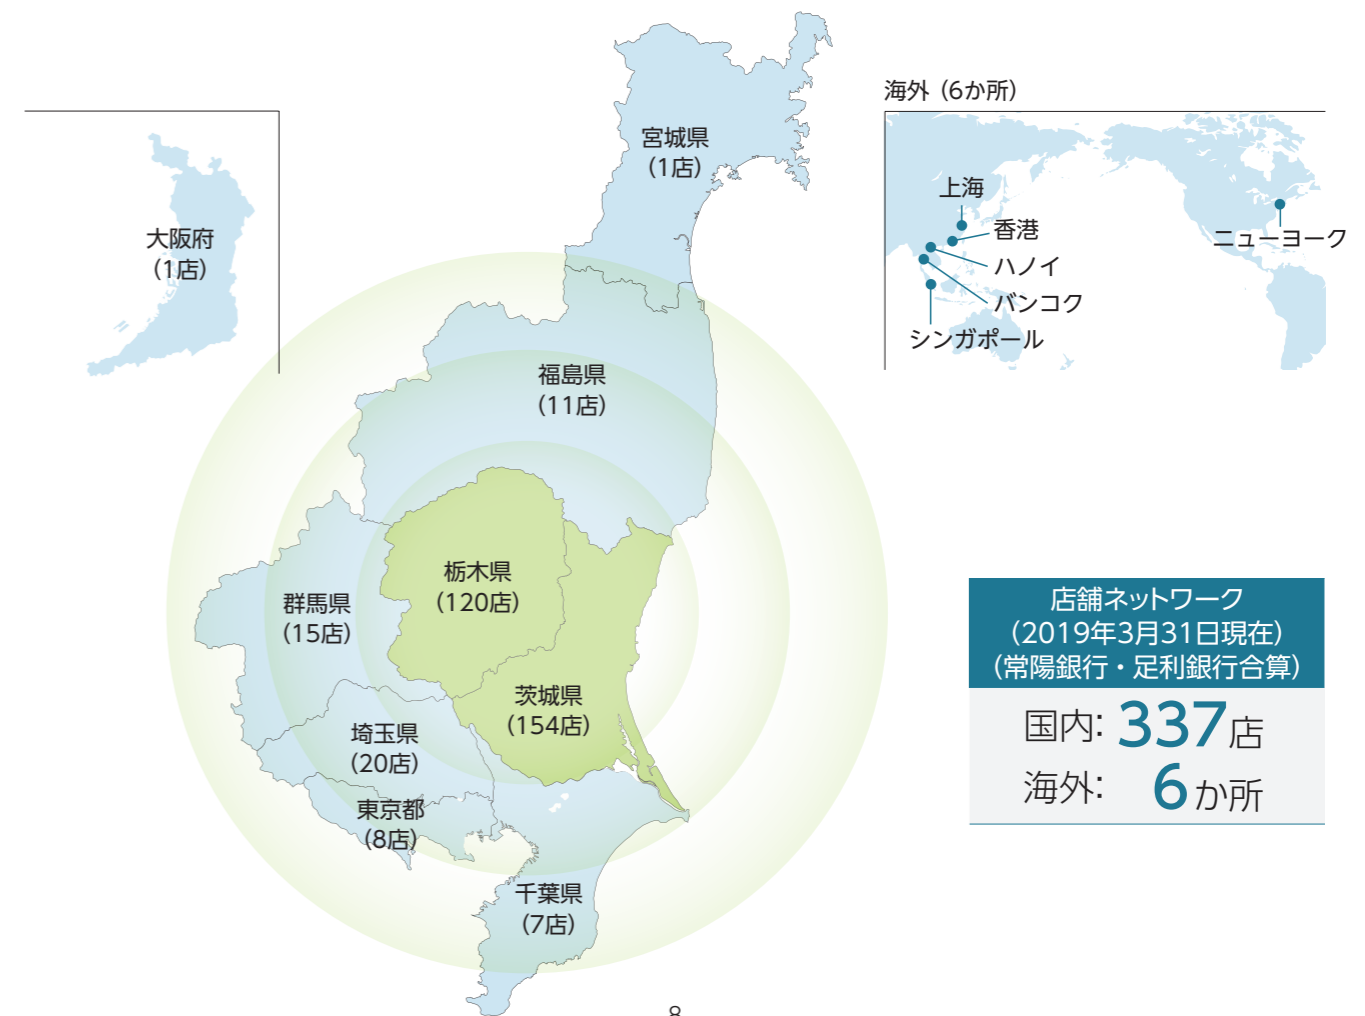 海外（6か所）
宮城県
（1店）
上海
香港
ハノイ
バンコク
シンガポール
ニューヨーク
大阪府
（1店）
福島県
（11店）
栃木県
（120店）
群馬県
（15店）
茨城県
（154店）
埼玉県
（20店）
東京都
（8店）
千葉県
（7店）
店舗ネットワーク
（2019年3月31日現在）
（常陽銀行・足利銀行合算）
国内: 337店
海外: 6か所
8